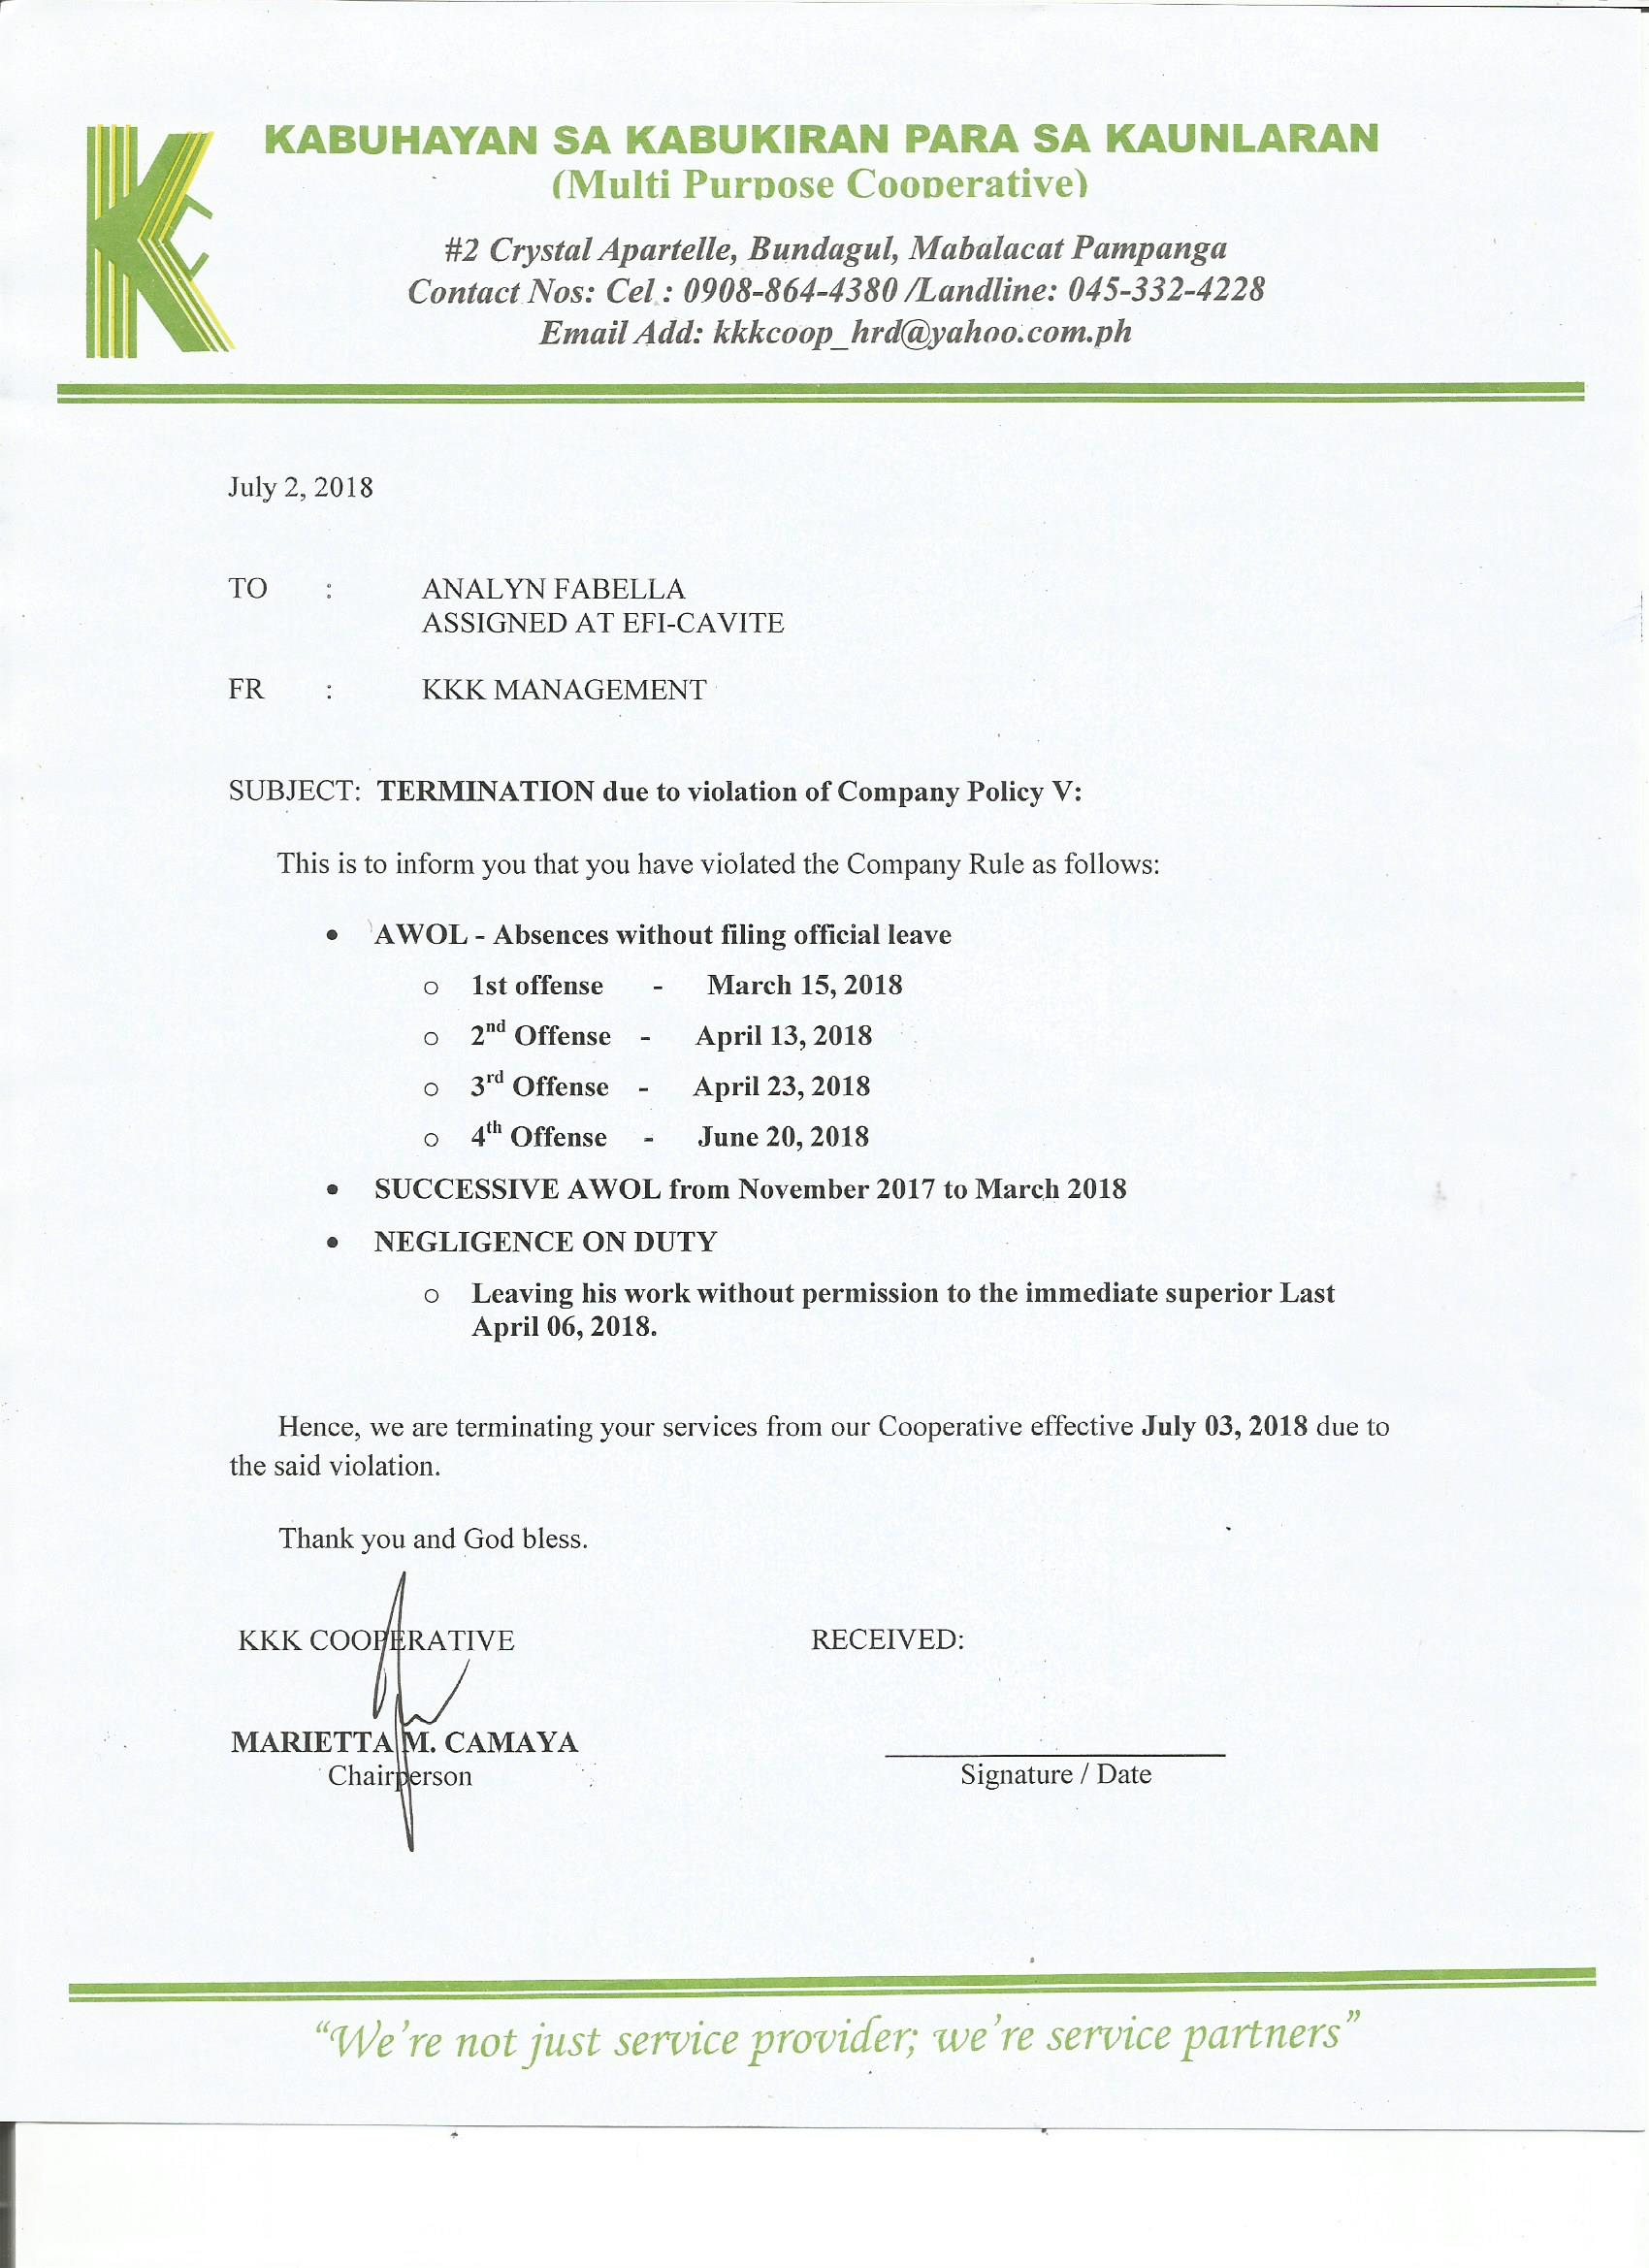 KABUHAYAN SA KABUKIRAN PARA SA KAUNLARAN
(Multi Purpose Cooperative)
#2 Crystal Apartelle, Bundagul, Mabalacat Pampanga
Contact Nos: Cel.: 0908-864-4380 /Landline: 045-332-4228
Email Add: kkkcoop_hrd@yahoo.com.ph
July 2, 2018
TO : ANALYN FABELLA
ASSIGNED AT EFI-CAVITE
FR : KKK MANAGEMENT
SUBJECT: TERMINATION due to violation of Company Policy V:
This is to inform you that you have violated the Company Rule as follows:
• AWOL - Absences without filing official leave
o 1st offense - March 15, 2018
o 2nd Offense - April 13, 2018
o 3rd Offense - April 23, 2018
o 4th Offense - June 20, 2018
• SUCCESSIVE AWOL from November 2017 to March 2018
• NEGLIGENCE ON DUTY
o Leaving his work without permission to the immediate superior Last
April 06, 2018.
Hence, we are terminating your services from our Cooperative effective July 03, 2018 due to
the said violation.
Thank you and God bless.
KKK COOPERATIVE RECEIVED:
MARIETTA M. CAMAYA
Chairperson Signature / Date
“We’re not just service provider; we’re service partners”